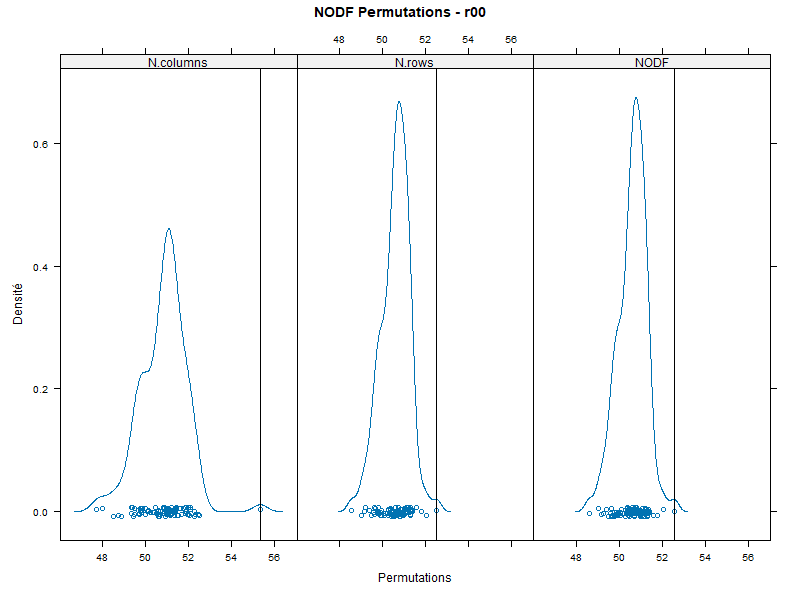 NODF Permutations - r00
48 50 52 54 56
N.columns N.rows NODF
0.6
0.4
0.2
0.0
Densité
48 50 52 54 56 48 50 52 54 56
Permutations